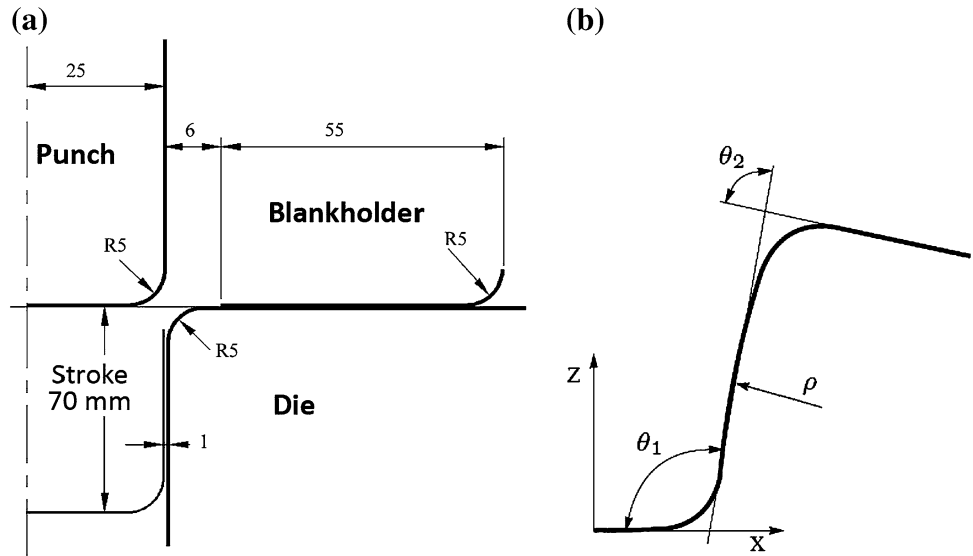 (a)
25
6
55
Punch
Blankholder
R5
R5
R5
Stroke
70 mm
Die
1
(b)
θ2
Z
ρ
θ1
X